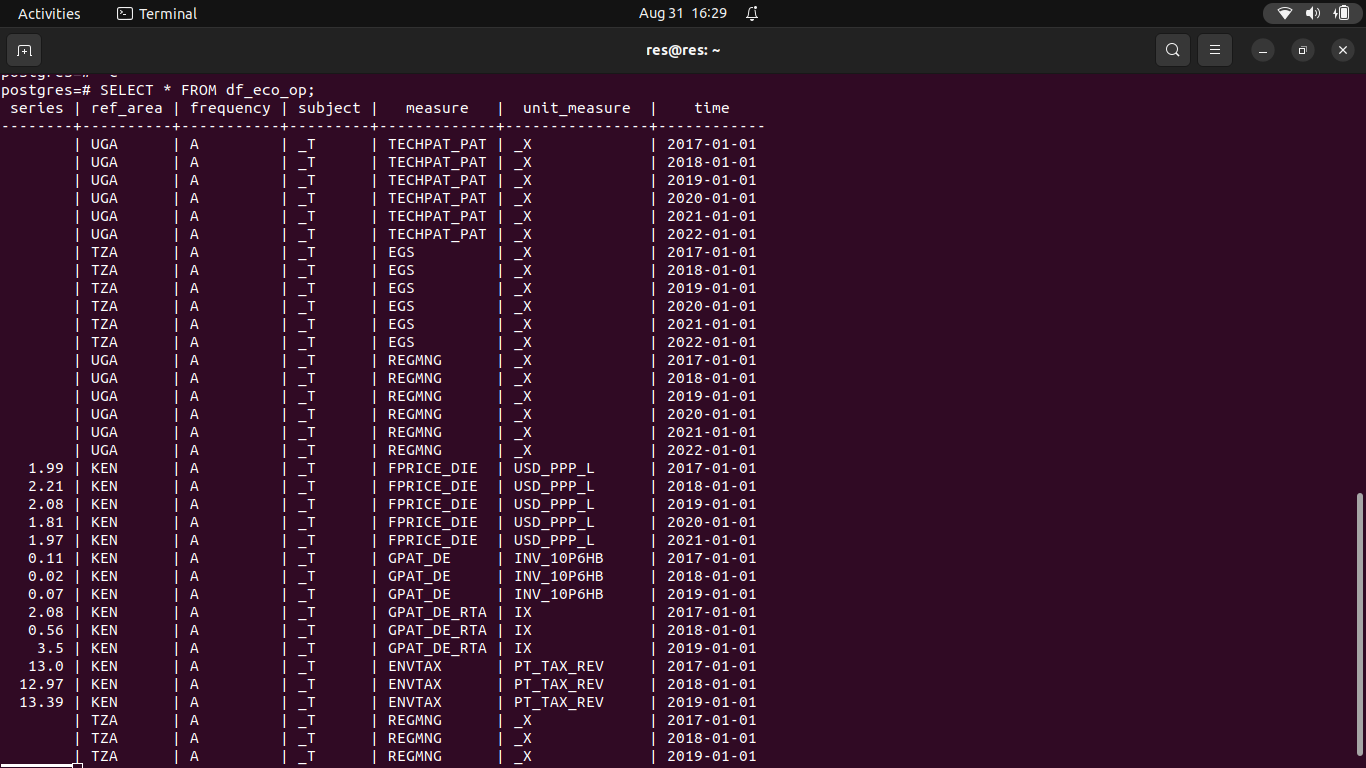 Activities Terminal Aug 31 16:29
res@res: ~
postgres=# SELECT * FROM df_eco_op;
 series | ref_area | frequency | subject |   measure   |  unit_measure  |    time
--------+----------+-----------+---------+-------------+----------------+------------
        | UGA      | A         | _T      | TECHPAT_PAT | _X             | 2017-01-01
        | UGA      | A         | _T      | TECHPAT_PAT | _X             | 2018-01-01
        | UGA      | A         | _T      | TECHPAT_PAT | _X             | 2019-01-01
        | UGA      | A         | _T      | TECHPAT_PAT | _X             | 2020-01-01
        | UGA      | A         | _T      | TECHPAT_PAT | _X             | 2021-01-01
        | UGA      | A         | _T      | TECHPAT_PAT | _X             | 2022-01-01
        | TZA      | A         | _T      | EGS         | _X             | 2017-01-01
        | TZA      | A         | _T      | EGS         | _X             | 2018-01-01
        | TZA      | A         | _T      | EGS         | _X             | 2019-01-01
        | TZA      | A         | _T      | EGS         | _X             | 2020-01-01
        | TZA      | A         | _T      | EGS         | _X             | 2021-01-01
        | TZA      | A         | _T      | EGS         | _X             | 2022-01-01
        | UGA      | A         | _T      | REGMNG      | _X             | 2017-01-01
        | UGA      | A         | _T      | REGMNG      | _X             | 2018-01-01
        | UGA      | A         | _T      | REGMNG      | _X             | 2019-01-01
        | UGA      | A         | _T      | REGMNG      | _X             | 2020-01-01
        | UGA      | A         | _T      | REGMNG      | _X             | 2021-01-01
        | UGA      | A         | _T      | REGMNG      | _X             | 2022-01-01
   1.99 | KEN      | A         | _T      | FPRICE_DIE  | USD_PPP_L      | 2017-01-01
   2.21 | KEN      | A         | _T      | FPRICE_DIE  | USD_PPP_L      | 2018-01-01
   2.08 | KEN      | A         | _T      | FPRICE_DIE  | USD_PPP_L      | 2019-01-01
   1.81 | KEN      | A         | _T      | FPRICE_DIE  | USD_PPP_L      | 2020-01-01
   1.97 | KEN      | A         | _T      | FPRICE_DIE  | USD_PPP_L      | 2021-01-01
   0.11 | KEN      | A         | _T      | GPAT_DE     | INV_10P6HB     | 2017-01-01
   0.02 | KEN      | A         | _T      | GPAT_DE     | INV_10P6HB     | 2018-01-01
   0.07 | KEN      | A         | _T      | GPAT_DE     | INV_10P6HB     | 2019-01-01
   2.08 | KEN      | A         | _T      | GPAT_DE_RTA | IX             | 2017-01-01
   0.56 | KEN      | A         | _T      | GPAT_DE_RTA | IX             | 2018-01-01
    3.5 | KEN      | A         | _T      | GPAT_DE_RTA | IX             | 2019-01-01
   13.0 | KEN      | A         | _T      | ENVTAX      | PT_TAX_REV     | 2017-01-01
  12.97 | KEN      | A         | _T      | ENVTAX      | PT_TAX_REV     | 2018-01-01
  13.39 | KEN      | A         | _T      | ENVTAX      | PT_TAX_REV     | 2019-01-01
        | TZA      | A         | _T      | REGMNG      | _X             | 2017-01-01
        | TZA      | A         | _T      | REGMNG      | _X             | 2018-01-01
        | TZA      | A         | _T      | REGMNG      | _X             | 2019-01-01